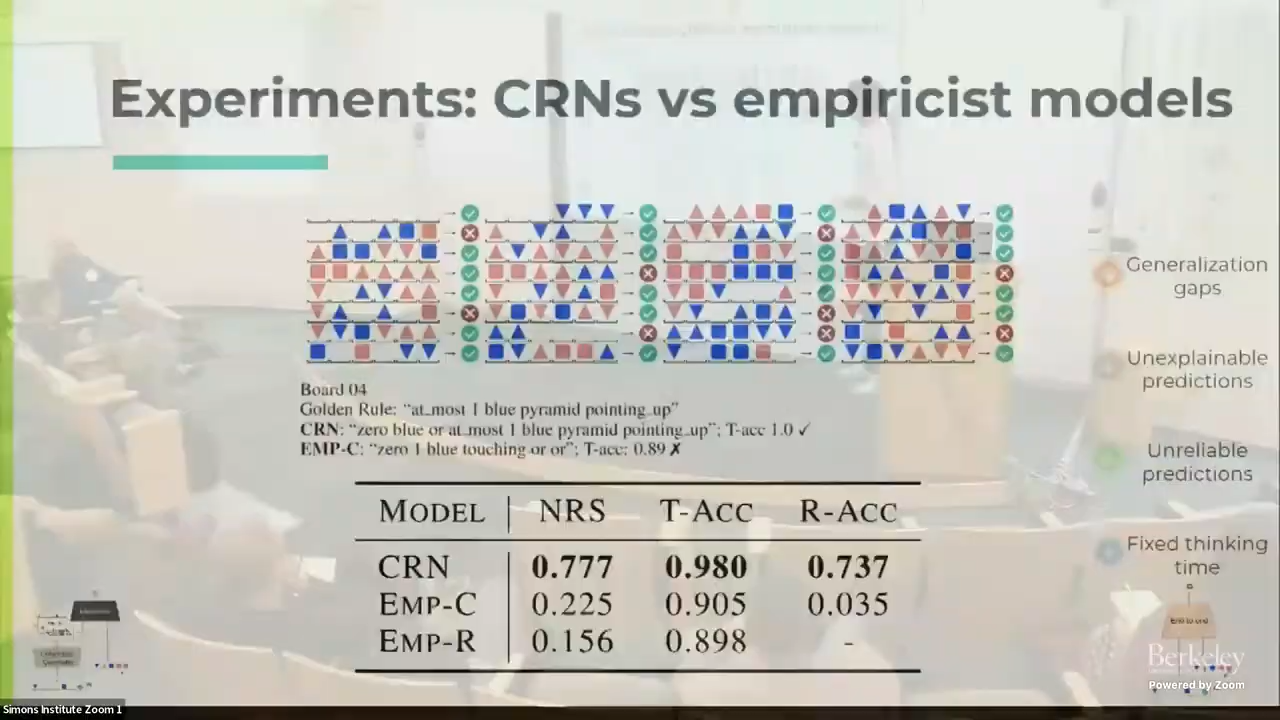 Experiments: CRNs vs empiricist models
Generalization
gaps
Unexplainable
predictions
Unreliable
predictions
Fixed thinking
time
Board 04
Golden Rule: “at_most 1 blue pyramid pointing_up”
CRN: “zero blue or at_most 1 blue pyramid pointing_up”; T-acc 1.0 ✓
EMP-C: “zero 1 blue touching or or”; T-acc: 0.89 ✗
MODEL NRS T-ACC R-ACC
CRN 0.777 0.980 0.737
EMP-C 0.225 0.905 0.035
EMP-R 0.156 0.898 -
End to end
Berkeley
Powered by Zoom
Simons Institute Zoom 1